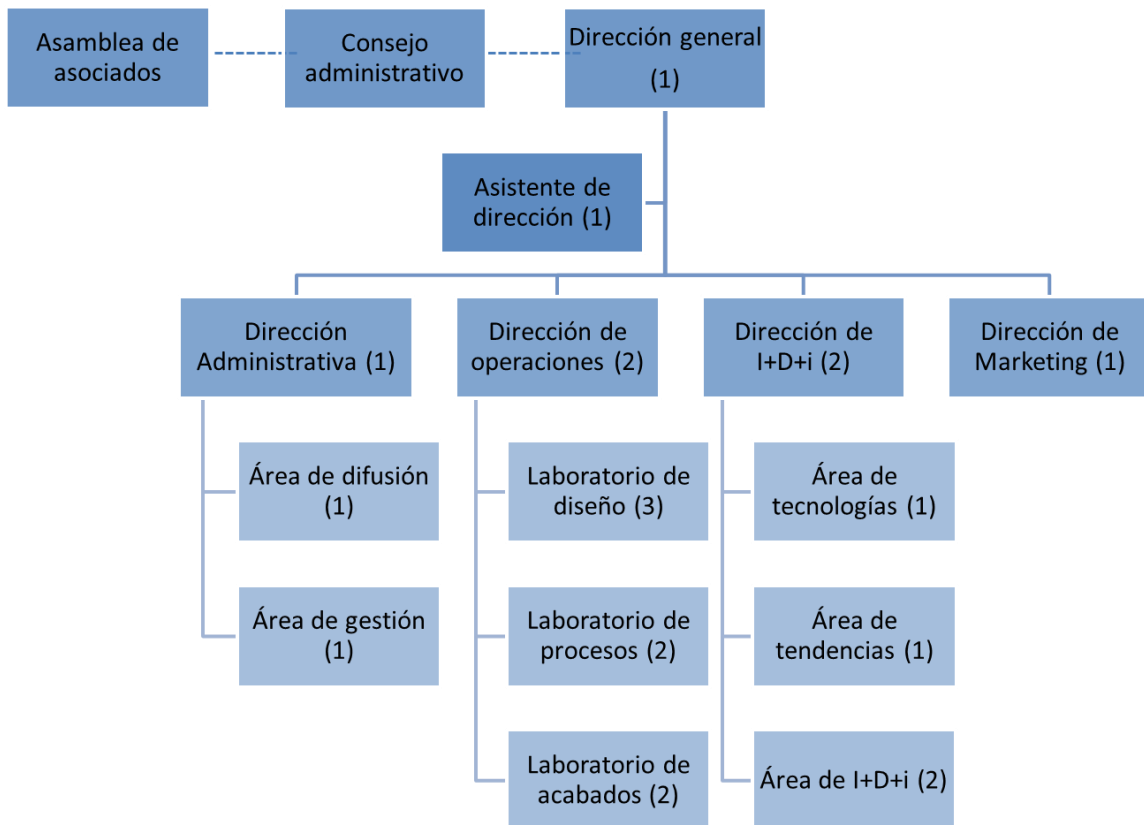 Asamblea de
asociados
Consejo
administrativo
Dirección general
(1)
Asistente de
dirección (1)
Dirección
Administrativa (1)
Dirección de
operaciones (2)
Dirección de
I+D+i (2)
Dirección de
Marketing (1)
Área de difusión
(1)
Laboratorio de
diseño (3)
Área de
tecnologías (1)
Área de gestión
(1)
Laboratorio de
procesos (2)
Área de
tendencias (1)
Laboratorio de
acabados (2)
Área de I+D+i (2)